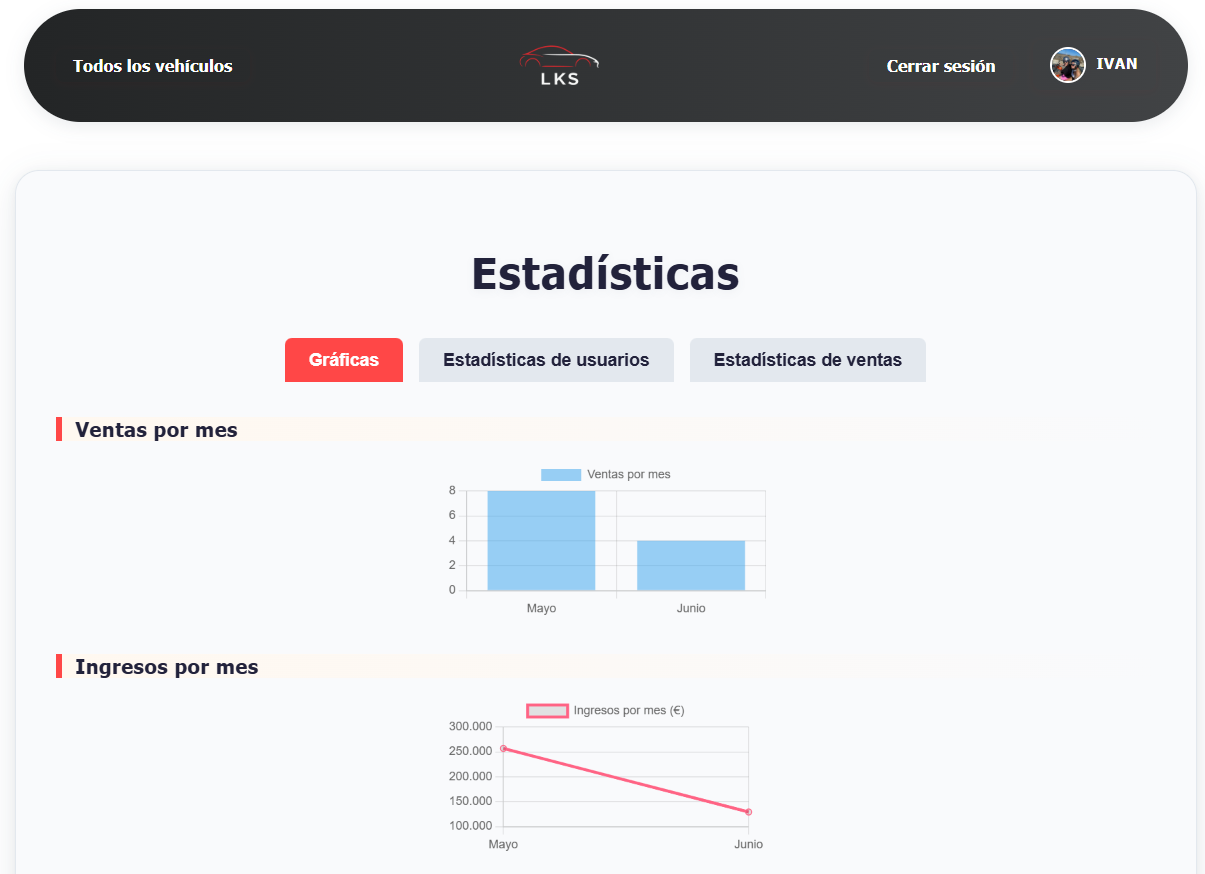 Todos los vehículos
LKS
Cerrar sesión
IVAN
Estadísticas
Gráficas
Estadísticas de usuarios
Estadísticas de ventas
Ventas por mes
Ventas por mes
8
6
4
2
0
Mayo
Junio
Ingresos por mes
Ingresos por mes (€)
300.000
250.000
200.000
150.000
100.000
Mayo
Junio